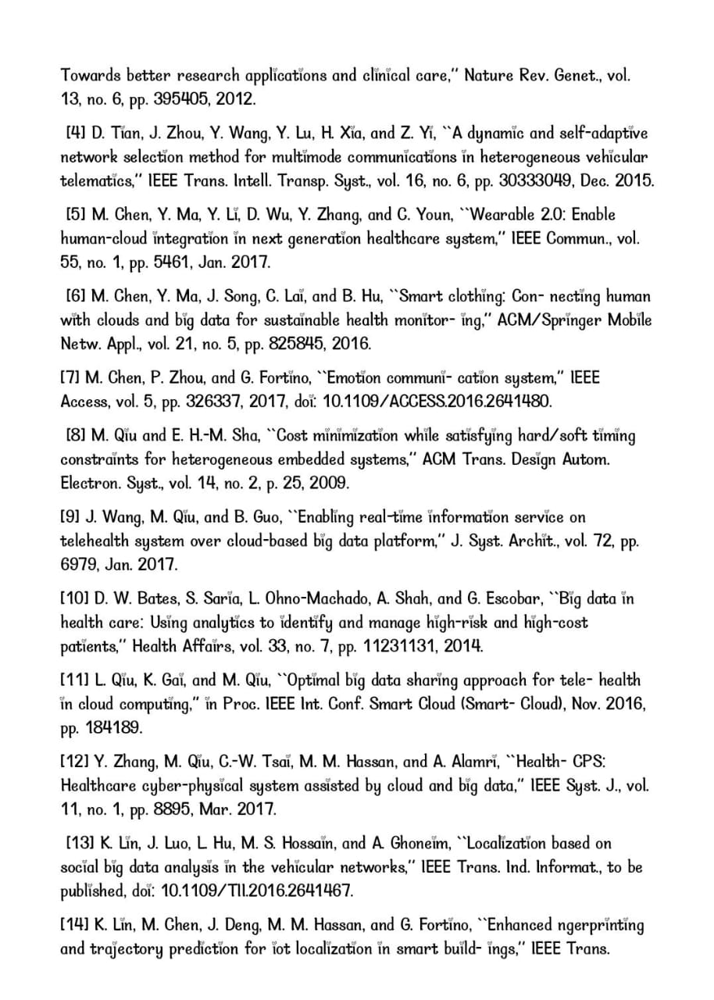 Towards better research applications and clinical care,'' Nature Rev. Genet., vol.
13, no. 6, pp. 395405, 2012.
[4] D. Tian, J. Zhou, Y. Wang, Y. Lu, H. Xia, and Z. Yi, ``A dynamic and self-adaptive
network selection method for multimode communications in heterogeneous vehicular
telematics,'' IEEE Trans. Intell. Transp. Syst., vol. 16, no. 6, pp. 30333049, Dec. 2015.
[5] M. Chen, Y. Ma, Y. Li, D. Wu, Y. Zhang, and C. Youn, ``Wearable 2.0: Enable
human-cloud integration in next generation healthcare system,'' IEEE Commun., vol.
55, no. 1, pp. 5461, Jan. 2017.
[6] M. Chen, Y. Ma, J. Song, C. Lai, and B. Hu, ``Smart clothing: Con- necting human
with clouds and big data for sustainable health monitor- ing,'' ACM/Springer Mobile
Netw. Appl., vol. 21, no. 5, pp. 825845, 2016.
[7] M. Chen, P. Zhou, and G. Fortino, ``Emotion communi- cation system,'' IEEE
Access, vol. 5, pp. 326337, 2017, doi: 10.1109/ACCESS.2016.2641480.
[8] M. Qiu and E. H.-M. Sha, ``Cost minimization while satisfying hard/soft timing
constraints for heterogeneous embedded systems,'' ACM Trans. Design Autom.
Electron. Syst., vol. 14, no. 2, p. 25, 2009.
[9] J. Wang, M. Qiu, and B. Guo, ``Enabling real-time information service on
telehealth system over cloud-based big data platform,'' J. Syst. Archit., vol. 72, pp.
6979, Jan. 2017.
[10] D. W. Bates, S. Saria, L. Ohno-Machado, A. Shah, and G. Escobar, ``Big data in
health care: Using analytics to identify and manage high-risk and high-cost
patients,'' Health Affairs, vol. 33, no. 7, pp. 11231131, 2014.
[11] L. Qiu, K. Gai, and M. Qiu, ``Optimal big data sharing approach for tele- health
in cloud computing,'' in Proc. IEEE Int. Conf. Smart Cloud (Smart- Cloud), Nov. 2016,
pp. 184189.
[12] Y. Zhang, M. Qiu, C.-W. Tsai, M. M. Hassan, and A. Alamri, ``Health- CPS:
Healthcare cyber-physical system assisted by cloud and big data,'' IEEE Syst. J., vol.
11, no. 1, pp. 8895, Mar. 2017.
[13] K. Lin, J. Luo, L. Hu, M. S. Hossain, and A. Ghoneim, ``Localization based on
social big data analysis in the vehicular networks,'' IEEE Trans. Ind. Informat., to be
published, doi: 10.1109/TII.2016.2641467.
[14] K. Lin, M. Chen, J. Deng, M. M. Hassan, and G. Fortino, ``Enhanced ngerprinting
and trajectory prediction for iot localization in smart build- ings,'' IEEE Trans.